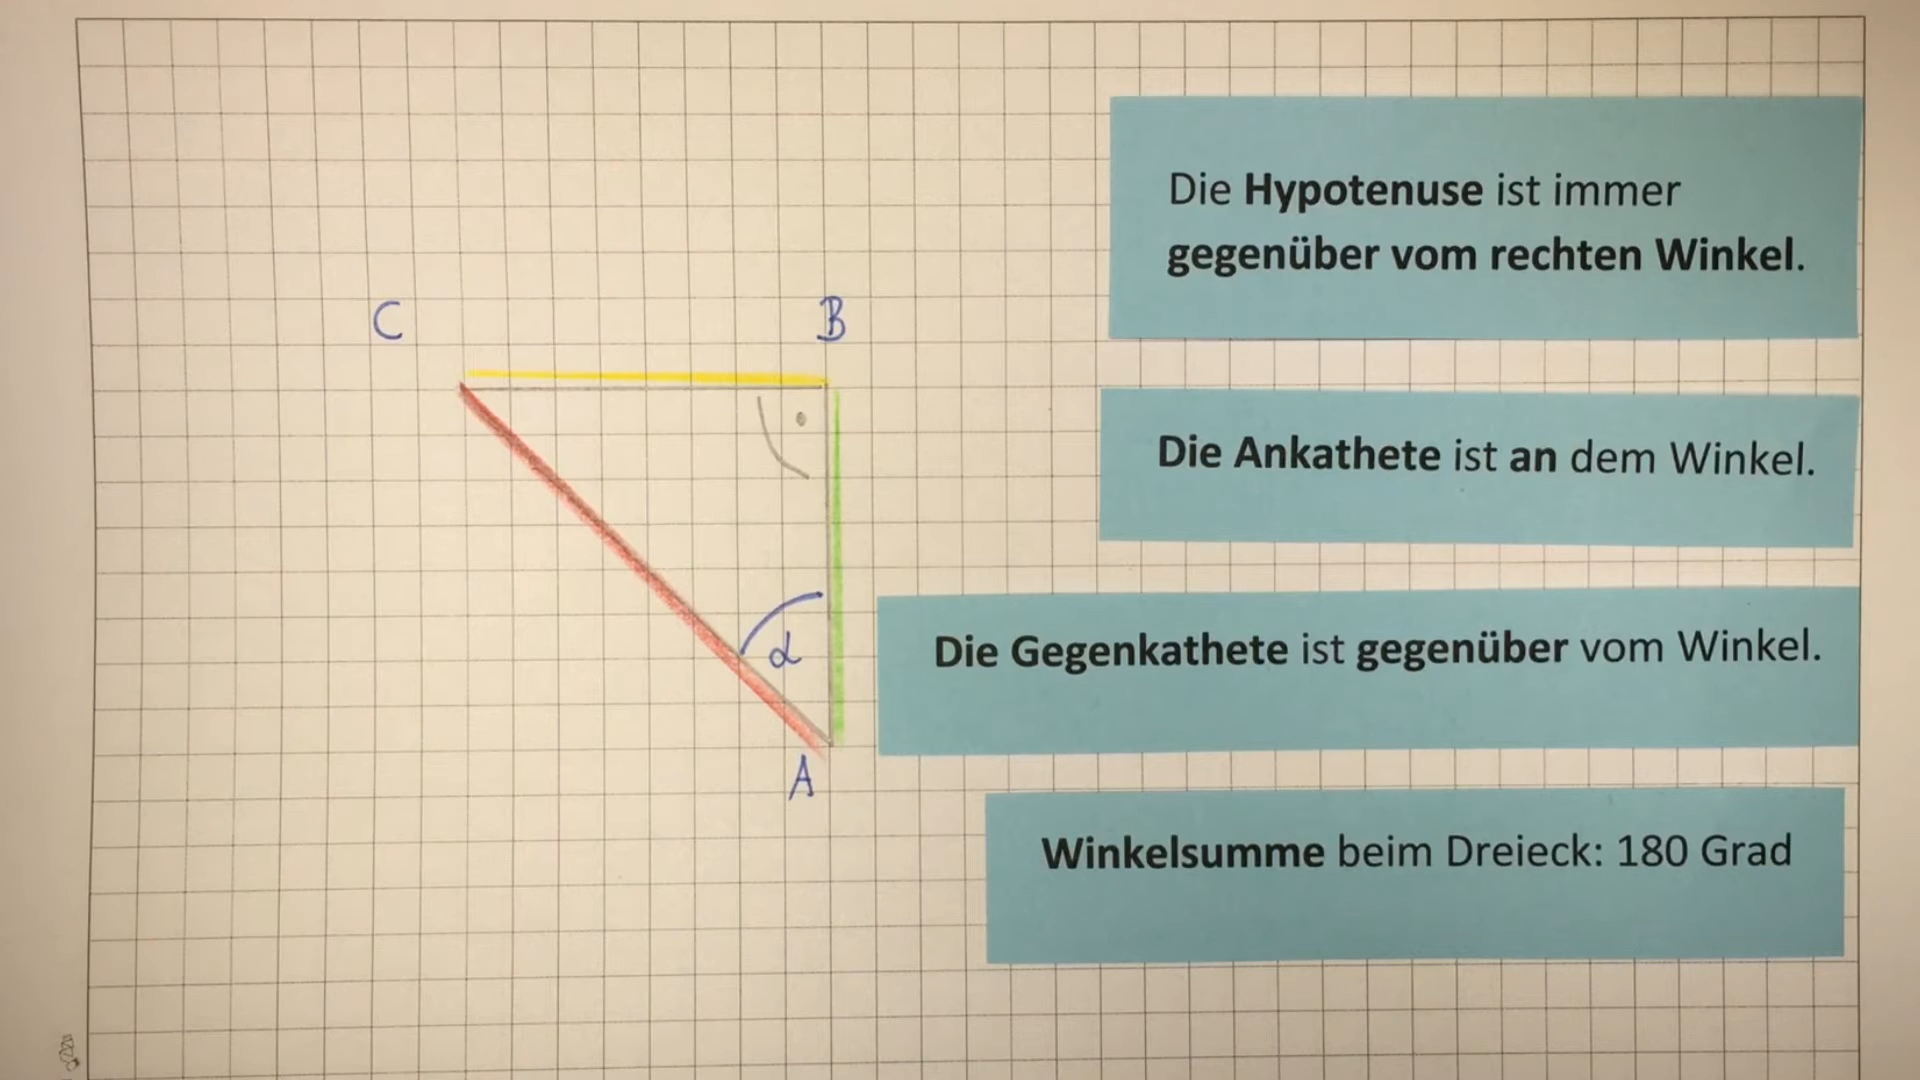 C
B
α
A
Die Hypotenuse ist immer
gegenüber vom rechten Winkel.
Die Ankathete ist an dem Winkel.
Die Gegenkathete ist gegenüber vom Winkel.
Winkelsumme beim Dreieck: 180 Grad